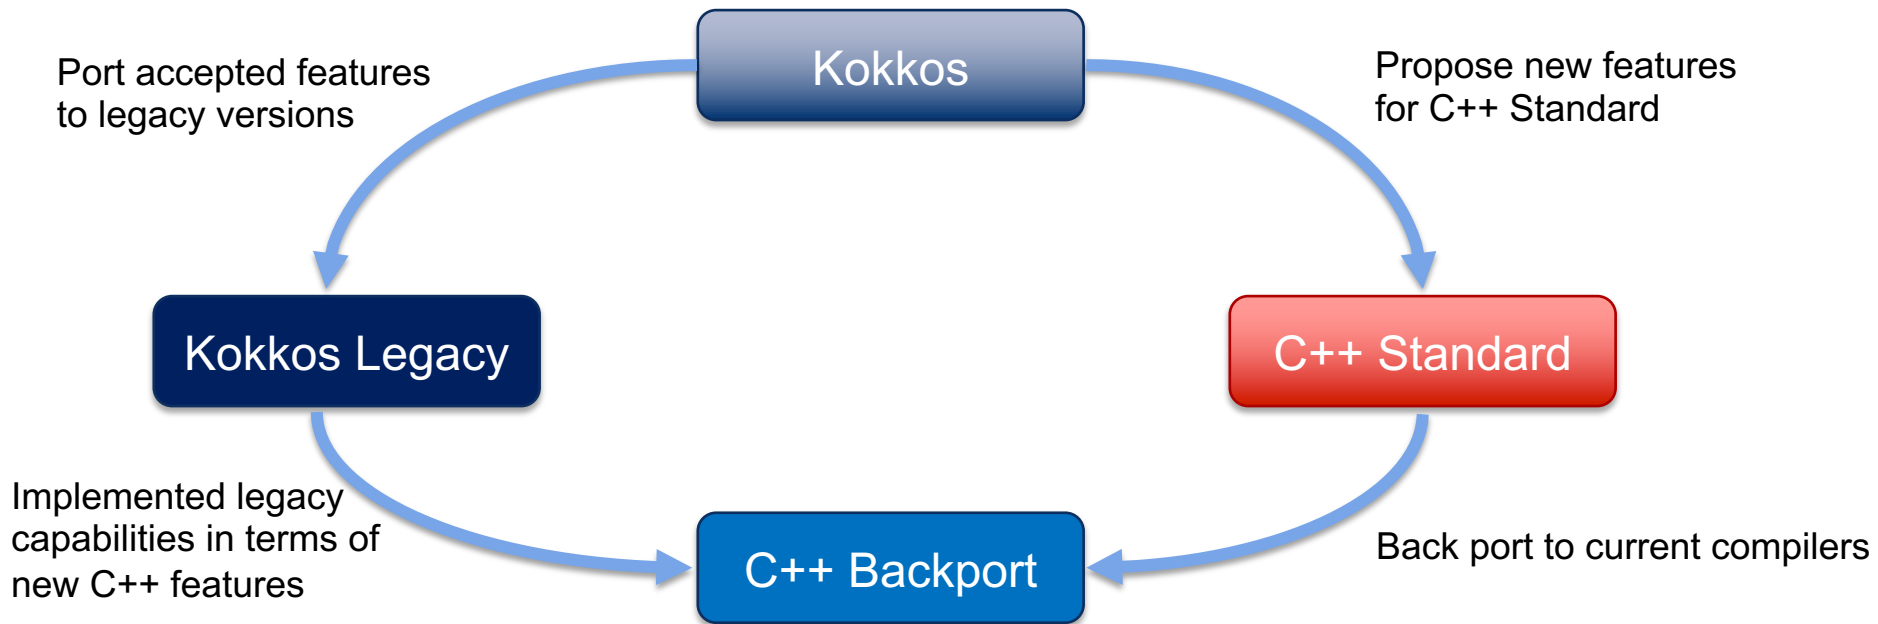 Kokkos
Port accepted features
to legacy versions
Propose new features
for C++ Standard
Kokkos Legacy
C++ Standard
Implemented legacy
capabilities in terms of
new C++ features
C++ Backport
Back port to current compilers